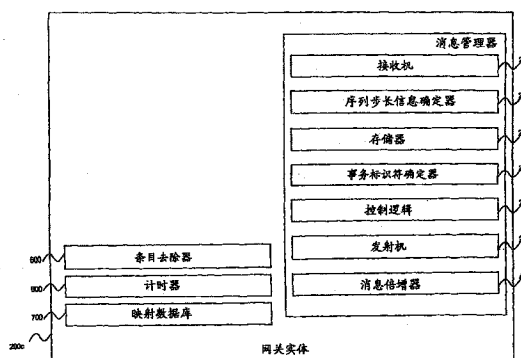 消息管理器
接收机
序列步长信息确定器
存储器
事务标识符确定器
控制逻辑
发射机
消息倍增器
条目去除器
计时器
映射数据库
700
网关实体